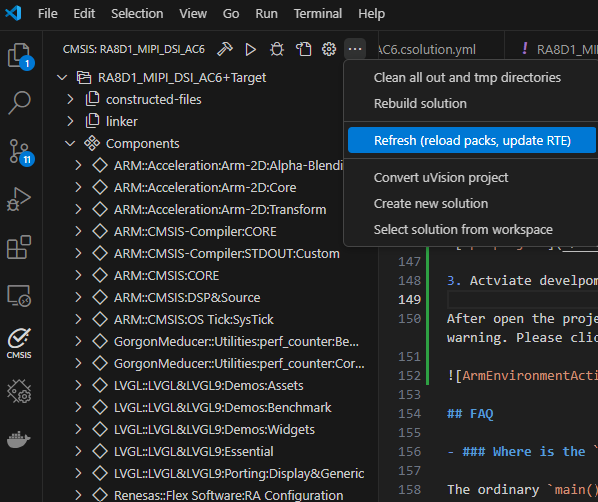 File Edit Selection View Go Run Terminal Help
CMSIS: RA8D1_MIPI_DSI_AC6
AC6.csolution.yml
! RA8D1_MIPI
1
11
CMSIS
RA8D1_MIPI_DSI_AC6+Target
constructed-files
linker
Components
ARM::Acceleration:Arm-2D:Alpha-Blendi
ARM::Acceleration:Arm-2D:Core
ARM::Acceleration:Arm-2D:Transform
ARM::CMSIS-Compiler:CORE
ARM::CMSIS-Compiler:STDOUT:Custom
ARM::CMSIS:CORE
ARM::CMSIS:DSP&Source
ARM::CMSIS:OS Tick:SysTick
GorgonMeducer::Utilities:perf_counter:Be...
GorgonMeducer::Utilities:perf_counter:Cor...
LVGL::LVGL&LVGL9:Demos:Assets
LVGL::LVGL&LVGL9:Demos:Benchmark
LVGL::LVGL&LVGL9:Demos:Widgets
LVGL::LVGL&LVGL9:Essential
LVGL::LVGL&LVGL9:Porting:Display&Generic
Renesas::Flex Software:RA Configuration
Clean all out and tmp directories
Rebuild solution
Refresh (reload packs, update RTE)
Convert uVision project
Create new solution
Select solution from workspace
147
148 3. Actviate develpom
149
150 After open the proje
warning. Please clic
151
152 ![ArmEnvironmentActi
153
154 ## FAQ
155
156 - ### Where is the `
157
158 The ordinary `main()